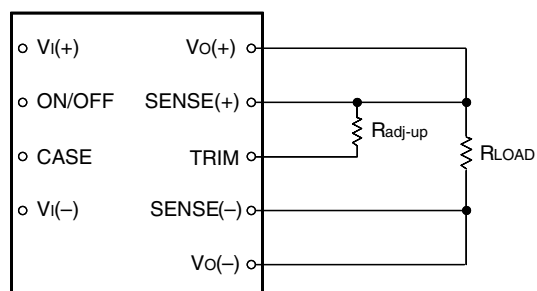 VI(+) VO(+)
ON/OFF SENSE(+)
Radj-up
CASE TRIM
RLOAD
VI(–) SENSE(–)
VO(–)